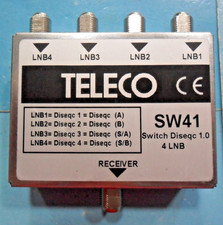 LNB4 LNB3 LNB2 LNB1
TELECO CE
LNB1= Diseqc 1 = Diseqc (A)
LNB2= Diseqc 2 = Diseqc (B)
LNB3= Diseqc 3 = Diseqc (S/A)
LNB4= Diseqc 4 = Diseqc (S/B)
SW41
Switch Diseqc 1.0
4 LNB
RECEIVER